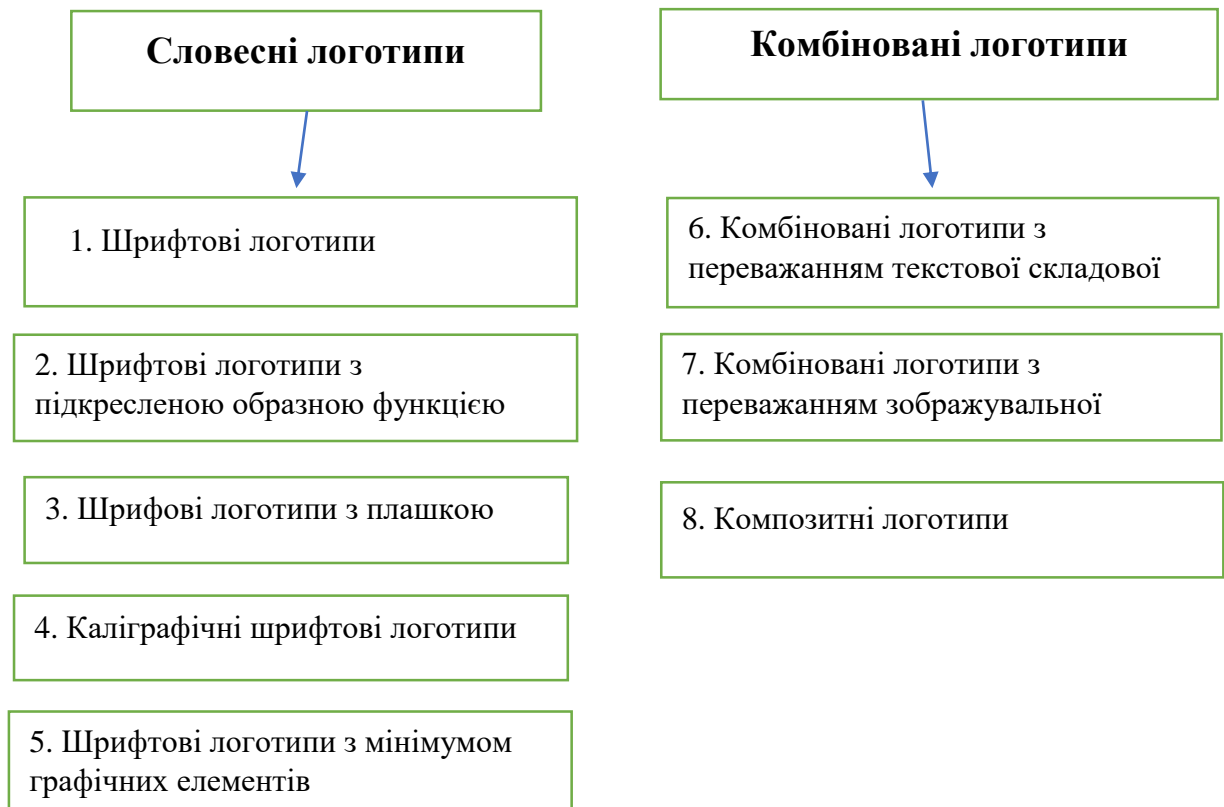 Словесні логотипи
1. Шрифтові логотипи
2. Шрифтові логотипи з
підкресленою образною функцією
3. Шрифові логотипи з плашкою
4. Каліграфічні шрифтові логотипи
5. Шрифтові логотипи з мінімумом
графічних елементів
Комбіновані логотипи
6. Комбіновані логотипи з
переважанням текстової складової
7. Комбіновані логотипи з
переважанням зображувальної
8. Композитні логотипи